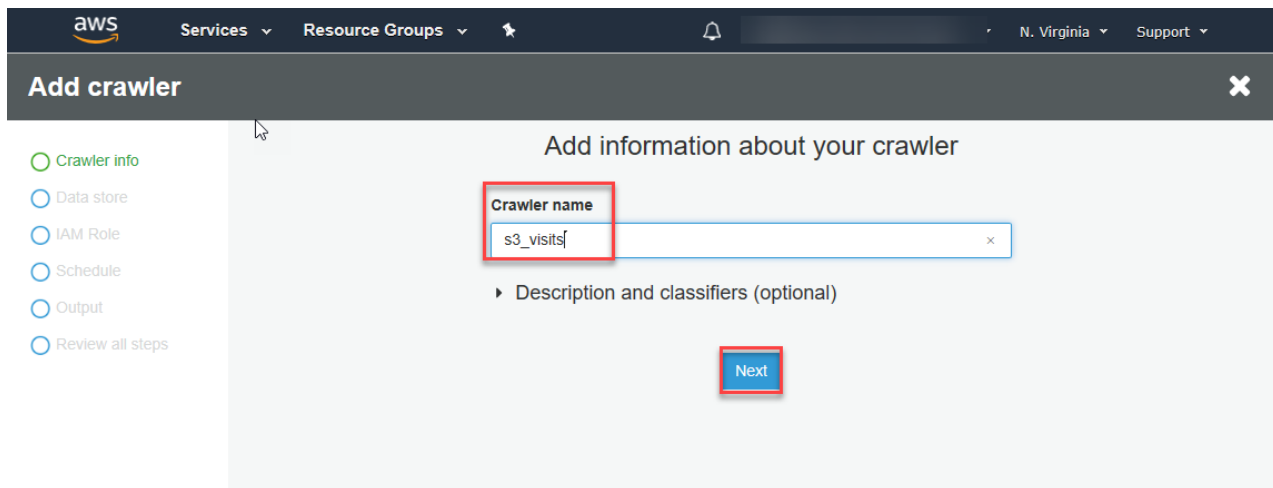 aws Services Resource Groups N. Virginia Support
Add crawler
Crawler info
Data store
IAM Role
Schedule
Output
Review all steps
Add information about your crawler
Crawler name
s3_visits
Description and classifiers (optional)
Next